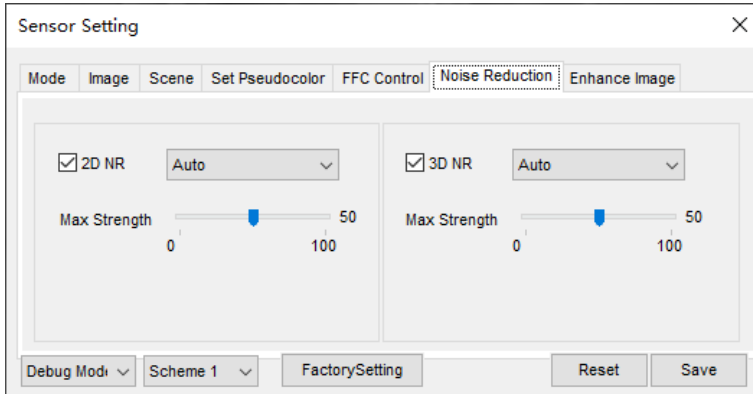 Sensor Setting
Mode Image Scene Set Pseudocolor FFC Control Noise Reduction Enhance Image
2D NR Auto 3D NR Auto
Max Strength 50 Max Strength 50
0 100 0 100
Debug Mode Scheme 1 FactorySetting Reset Save